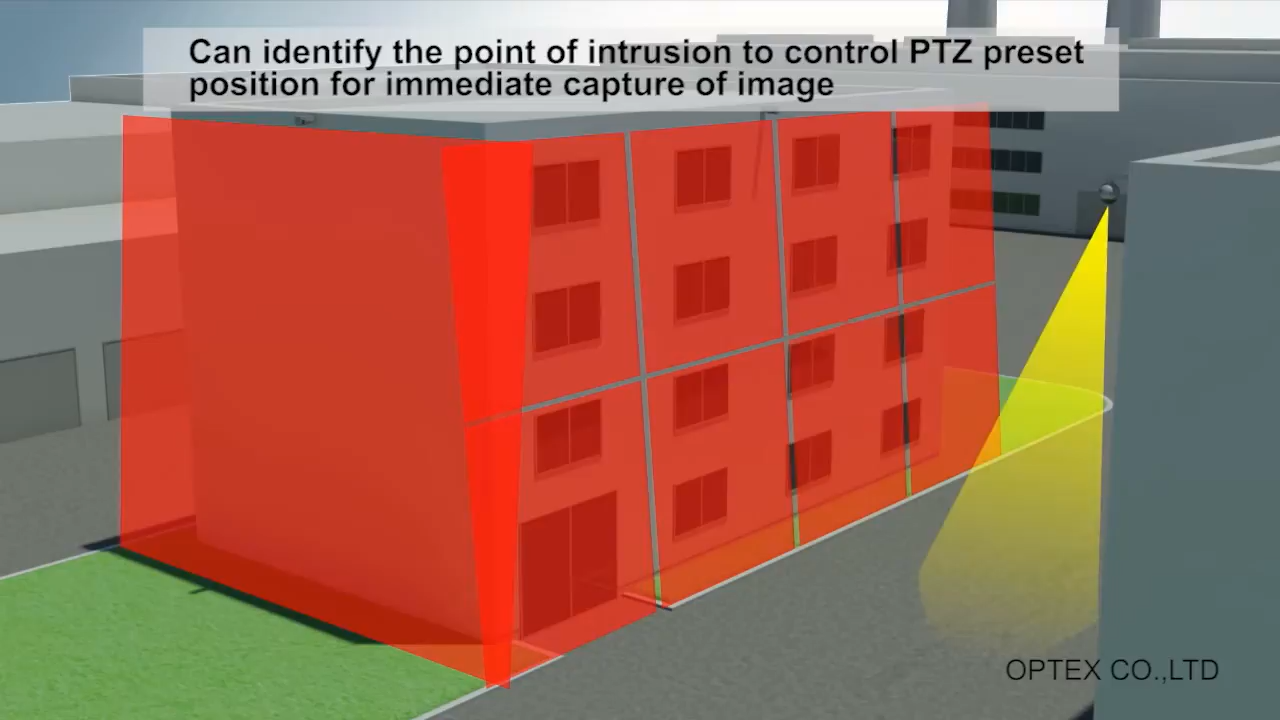 Can identify the point of intrusion to control PTZ preset
position for immediate capture of image
OPTEX CO.,LTD